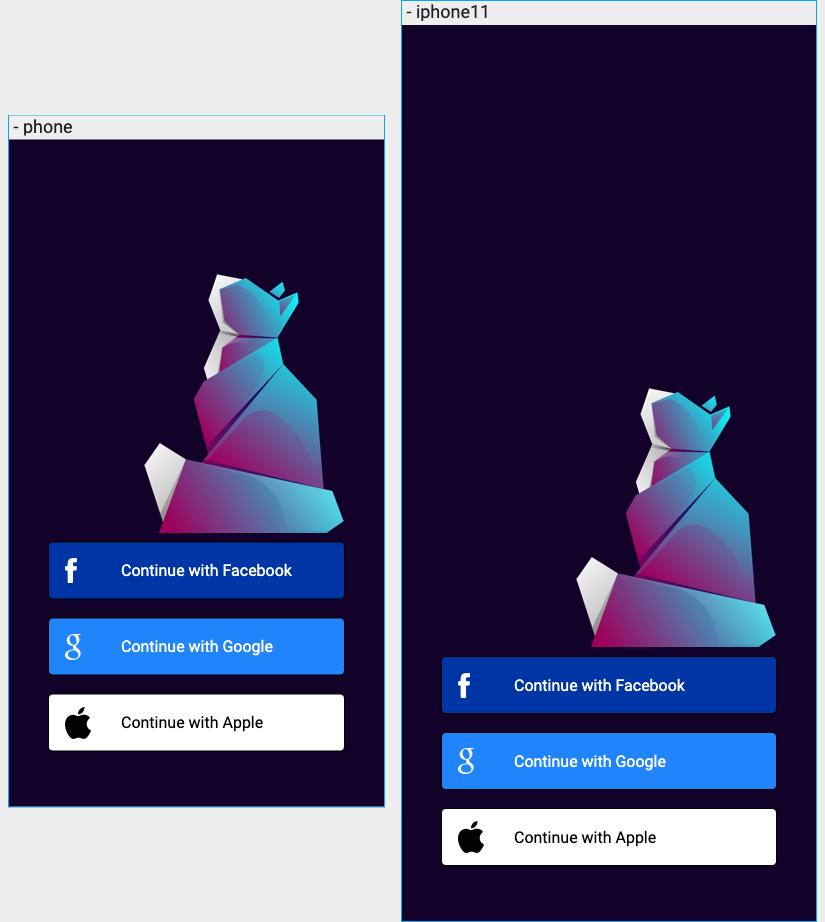 - phone
f Continue with Facebook
g Continue with Google
Continue with Apple
- iphone11
f Continue with Facebook
g Continue with Google
Continue with Apple